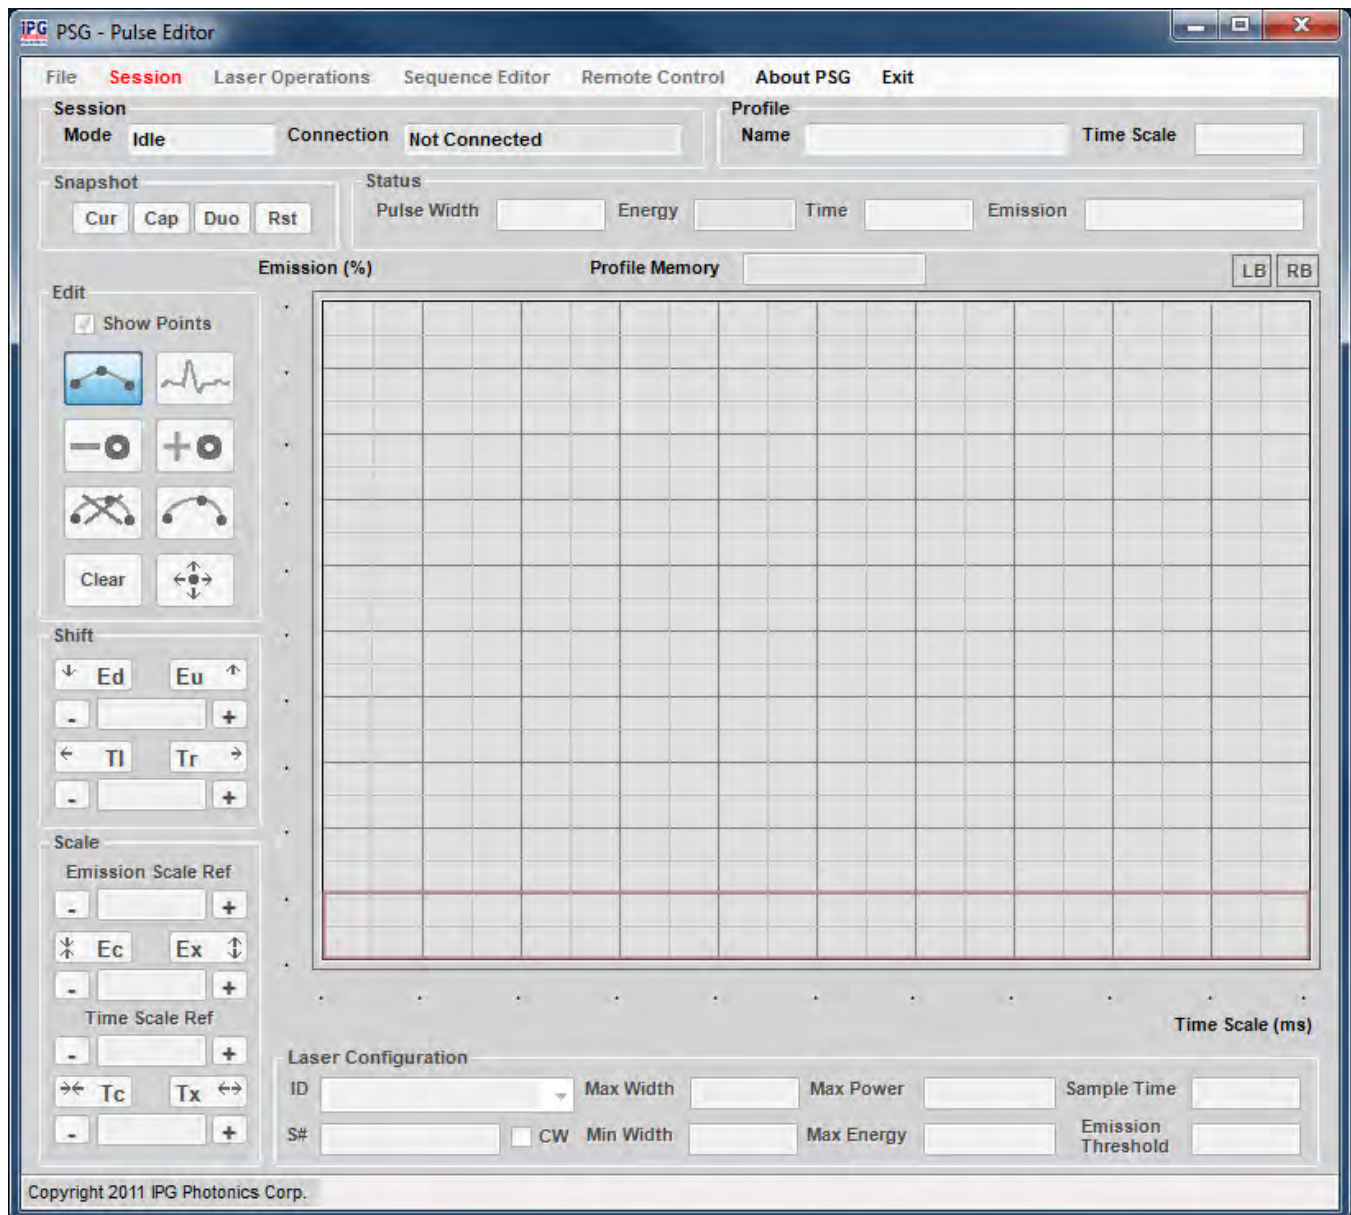 IPG PSG - Pulse Editor
File Session Laser Operations Sequence Editor Remote Control About PSG Exit
Session
Mode Idle Connection Not Connected
Profile
Name Time Scale
Snapshot
Cur Cap Duo Rst
Status
Pulse Width Energy Time Emission
Emission (%) Profile Memory LB RB
Edit
Show Points
Clear
Shift
Ed Eu
- +
Tl Tr
- +
Scale
Emission Scale Ref
- +
Ec Ex
- +
Time Scale Ref
- +
Tc Tx
- +
Time Scale (ms)
Laser Configuration
ID Max Width Max Power Sample Time
S# CW Min Width Max Energy Emission Threshold
Copyright 2011 IPG Photonics Corp.